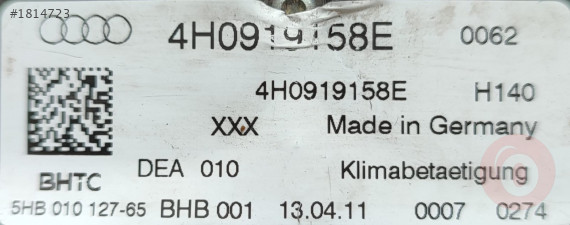 #1814723
4H0919158E 0062
4H0919158E H140
XXX Made in Germany
BHTC DEA 010 Klimabetaetigung
5HB 010 127-65 BHB 001 13.04.11 0007 0274